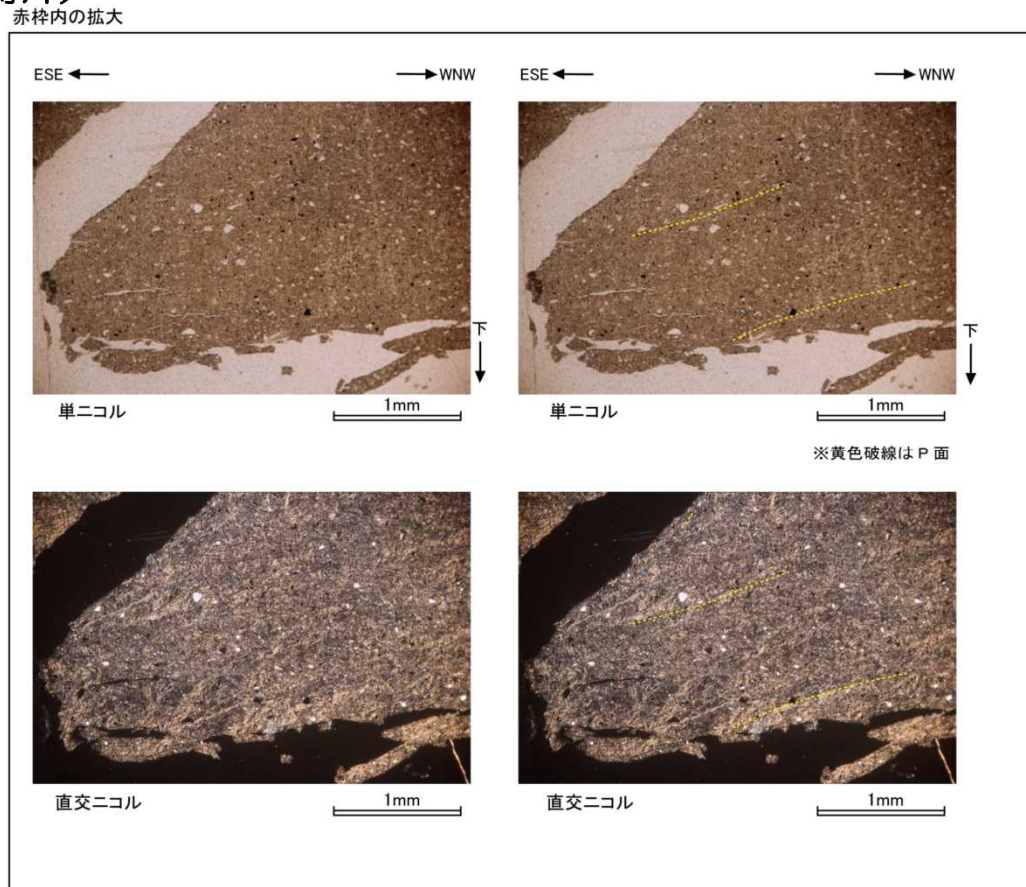 赤枠内の拡大
ESE WNW ESE WNW
下 下
単ニコル 1mm 単ニコル 1mm
※黄色破線は P 面
直交ニコル 1mm 直交ニコル 1mm